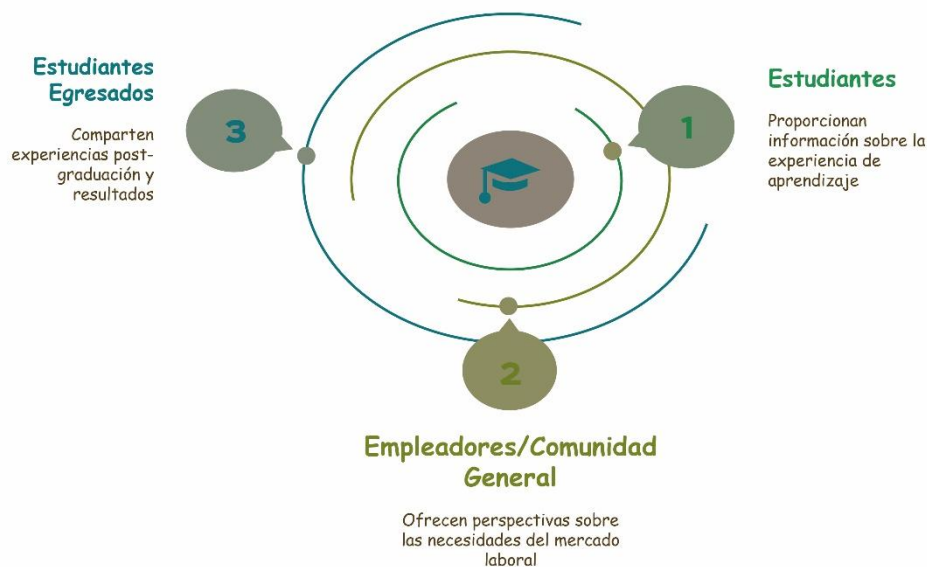 1
Estudiantes
Proporcionan
información sobre la
experiencia de
aprendizaje
2
Empleadores/Comunidad
General
Ofrecen perspectivas sobre
las necesidades del mercado
laboral
3
Estudiantes
Egresados
Comparten
experiencias post-
graduación y
resultados